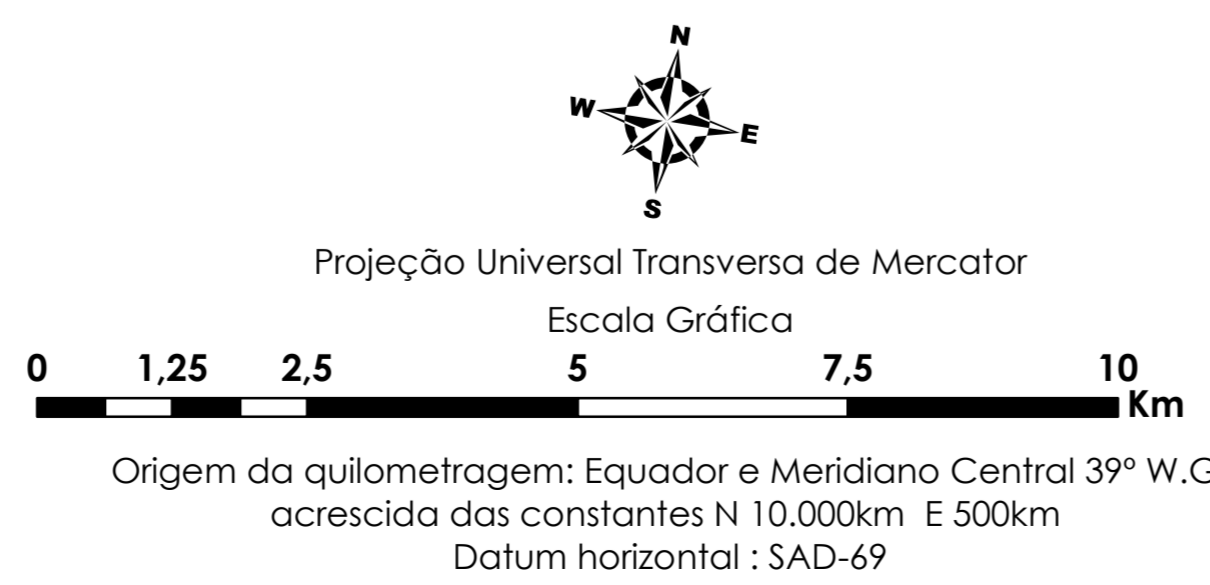 N
W E
S
Projeção Universal Transversa de Mercator
Escala Gráfica
0 1,25 2,5 5 7,5 10
Km
Origem da quilometragem: Equador e Meridiano Central 39º W.G
acrescida das constantes N 10.000km E 500km
Datum horizontal : SAD-69